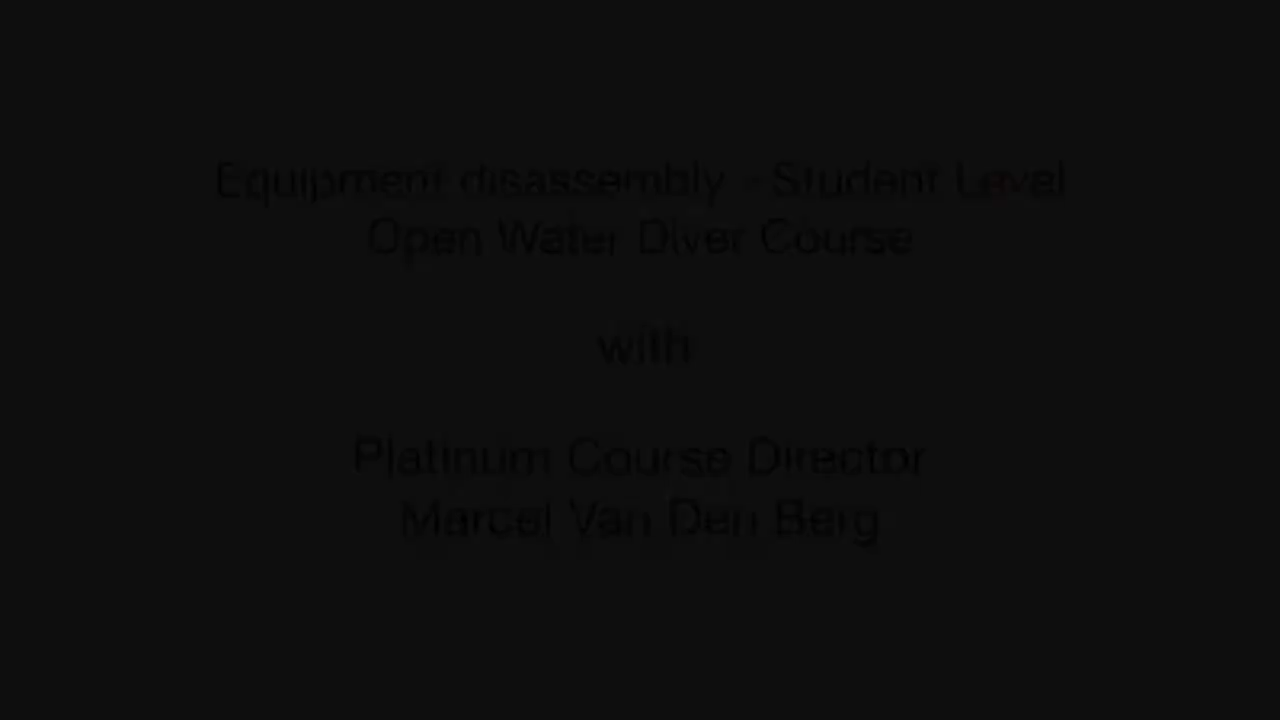 Equipment disassembly - Student Level
Open Water Diver Course
with
Platinum Course Director
Marcel Van Den Berg